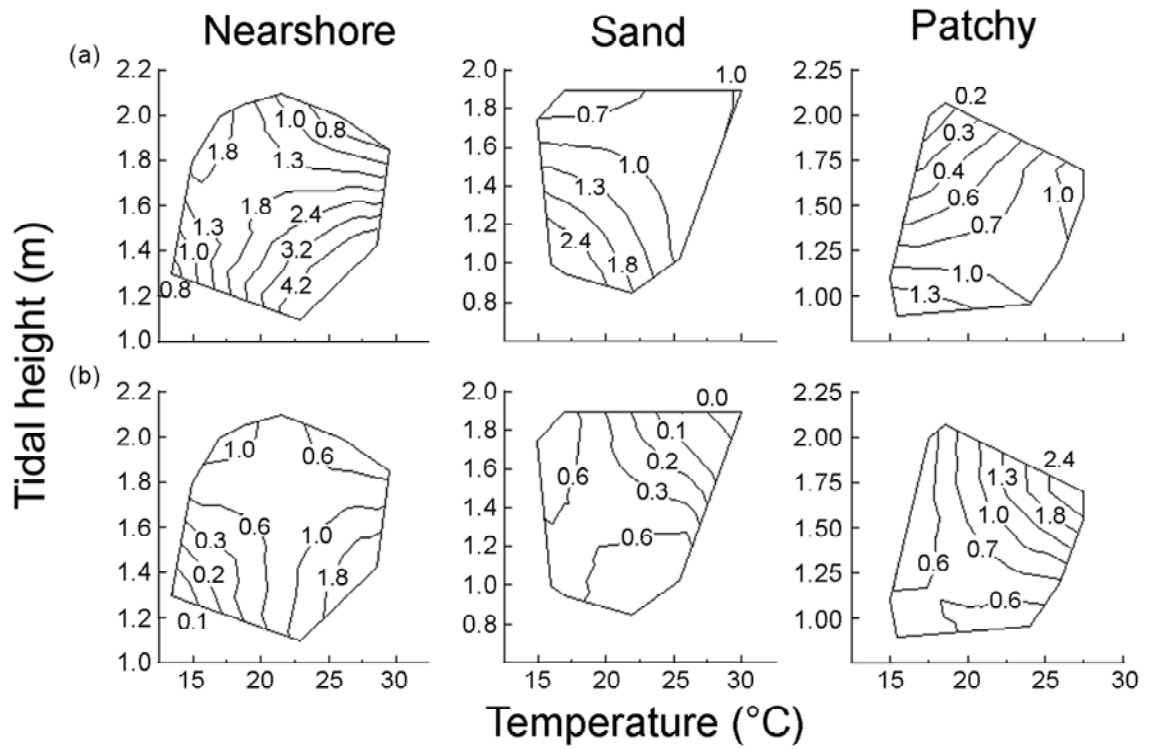 Nearshore Sand Patchy
(a)
2.2 2.0 1.8 1.6 1.4 1.2 1.0
1.8 1.0 0.8 1.3 1.8 2.4 1.3 1.0 3.2 4.2 0.8
2.0 1.8 1.6 1.4 1.2 1.0 0.8
1.0 0.7 1.0 1.3 2.4 1.8
2.25 2.00 1.75 1.50 1.25 1.00
0.2 0.3 0.4 0.6 1.0 0.7 1.0 1.3
Tidal height (m)
(b)
2.2 2.0 1.8 1.6 1.4 1.2 1.0
1.0 0.6 0.6 1.0 0.3 0.2 1.8 0.1
2.0 1.8 1.6 1.4 1.2 1.0 0.8
0.0 0.1 0.6 0.2 0.3 0.6
2.25 2.00 1.75 1.50 1.25 1.00
2.4 1.3 1.8 1.0 0.7 0.6 0.6
15 20 25 30 15 20 25 30 15 20 25 30
Temperature (°C)